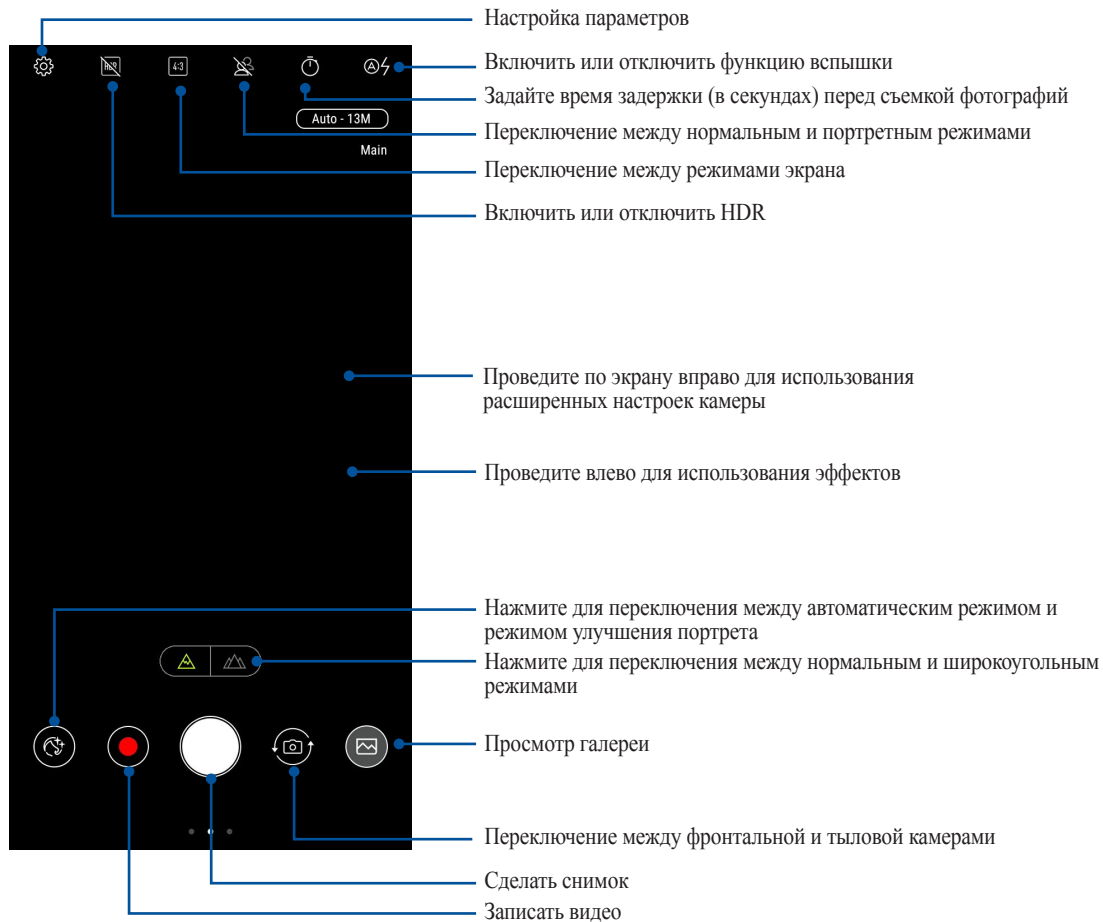 Настройка параметров
Включить или отключить функцию вспышки
Задайте время задержки (в секундах) перед съемкой фотографий
Переключение между нормальным и портретным режимами
Переключение между режимами экрана
Включить или отключить HDR
HDR
4:3
A
Auto - 13M
Main
Проведите по экрану вправо для использования
расширенных настроек камеры
Проведите влево для использования эффектов
Нажмите для переключения между автоматическим режимом и
режимом улучшения портрета
Нажмите для переключения между нормальным и широкоугольным
режимами
Просмотр галереи
Переключение между фронтальной и тыловой камерами
Сделать снимок
Записать видео